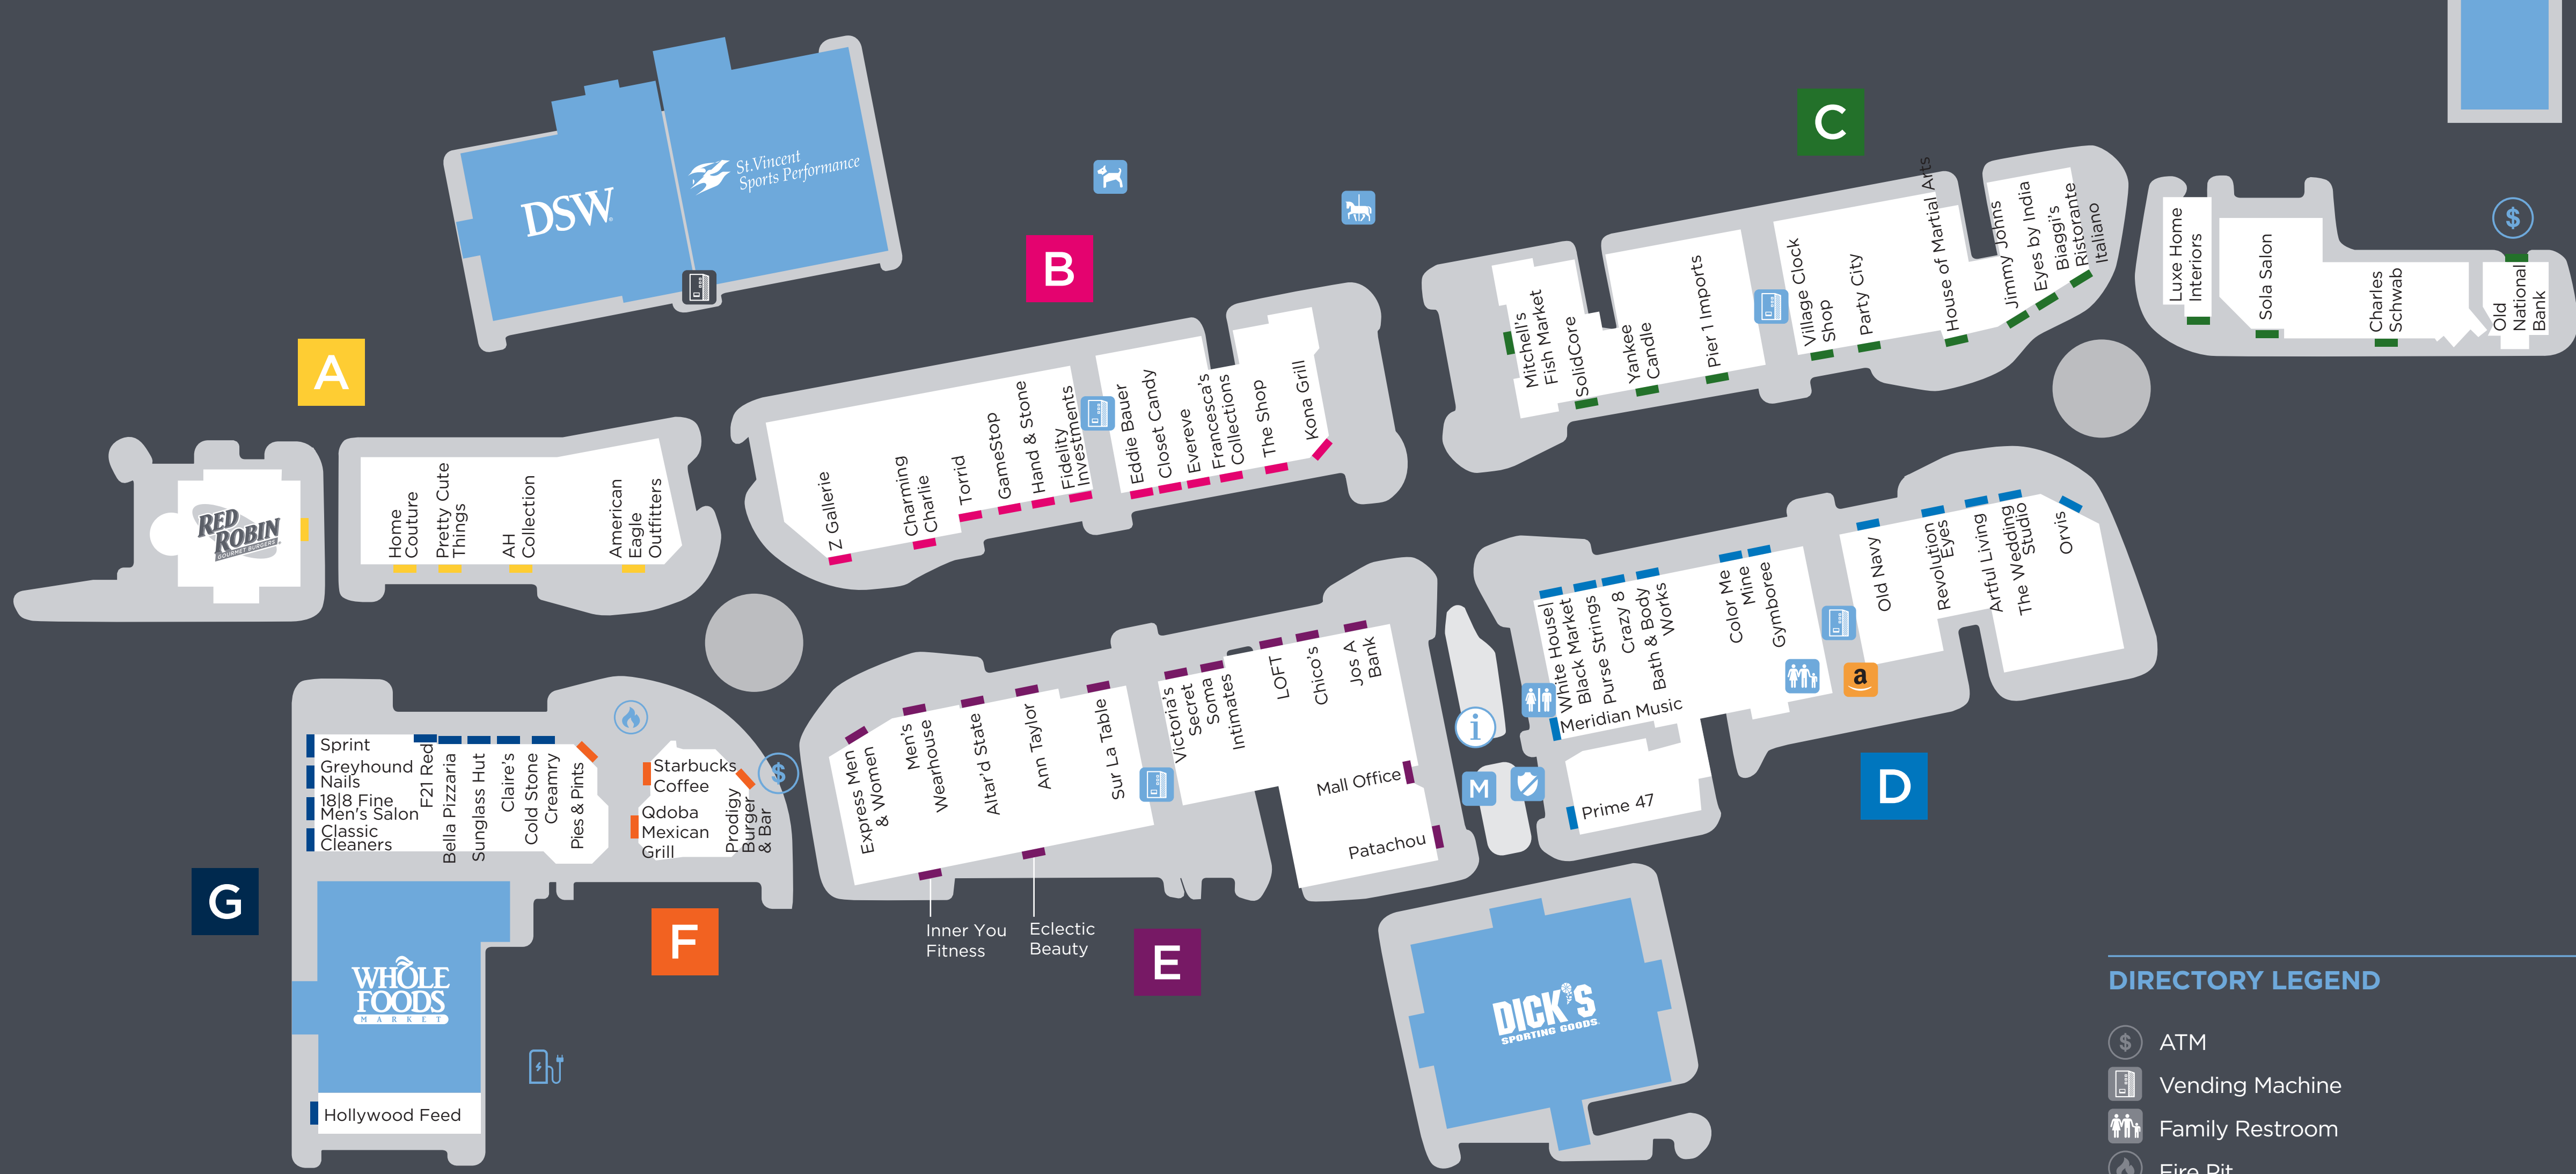 DSW
St.Vincent
Sports Performance
A
B
C
D
E
F
G
RED
ROBIN
GOURMET BURGERS
Home
Couture
Pretty Cute
Things
AH
Collection
American
Eagle
Outfitters
Z Gallerie
Charming
Charlie
Torrid
GameStop
Hand & Stone
Fidelity
Investments
Eddie Bauer
Closet Candy
Evereve
Francesca's
Collections
The Shop
Kona Grill
Mitchell's
Fish Market
SolidCore
Yankee
Candle
Pier 1 Imports
Village Clock
Shop
Party City
House of Martial Arts
Jimmy Johns
Eyes by India
Biaggi's
Ristorante
Italiano
Luxe Home
Interiors
Sola Salon
Charles
Schwab
Old
National
Bank
$
White House|
Black Market
Purse Strings
Crazy 8
Bath & Body
Works
Color Me
Mine
Gymboree
Old Navy
Revolution
Eyes
Artful Living
The Wedding
Studio
Orvis
Meridian Music
Prime 47
a
i
M
Express Men
& Women
Men's
Wearhouse
Altar'd State
Ann Taylor
Sur La Table
Victoria's
Secret
Soma
Intimates
LOFT
Chico's
Jos A
Bank
Mall Office
Patachou
Inner You
Fitness
Eclectic
Beauty
Starbucks
Coffee
Qdoba
Mexican
Grill
Prodigy
Burger
& Bar
$
Sprint
Greyhound
Nails
18|8 Fine
Men's Salon
Classic
Cleaners
F21 Red
Bella Pizzaria
Sunglass Hut
Claire's
Cold Stone
Creamry
Pies & Pints
WHOLE
FOODS
MARKET
Hollywood Feed
DICK'S
SPORTING GOODS
DIRECTORY LEGEND
$ ATM
Vending Machine
Family Restroom
Fire Pit